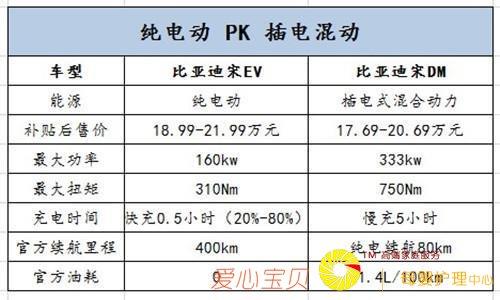 纯电动 PK 插电混动
车型 比亚迪宋EV 比亚迪宋DM
能源 纯电动 插电式混合动力
补贴后售价 18.99-21.99万元 17.69-20.69万元
最大功率 160kw 333kw
最大扭矩 310Nm 750Nm
充电时间 快充0.5小时（20%-80%） 慢充5小时
官方续航里程 400km 纯电续航80km
官方油耗 0 1.4L/100km
TM
爱心宝贝
中心